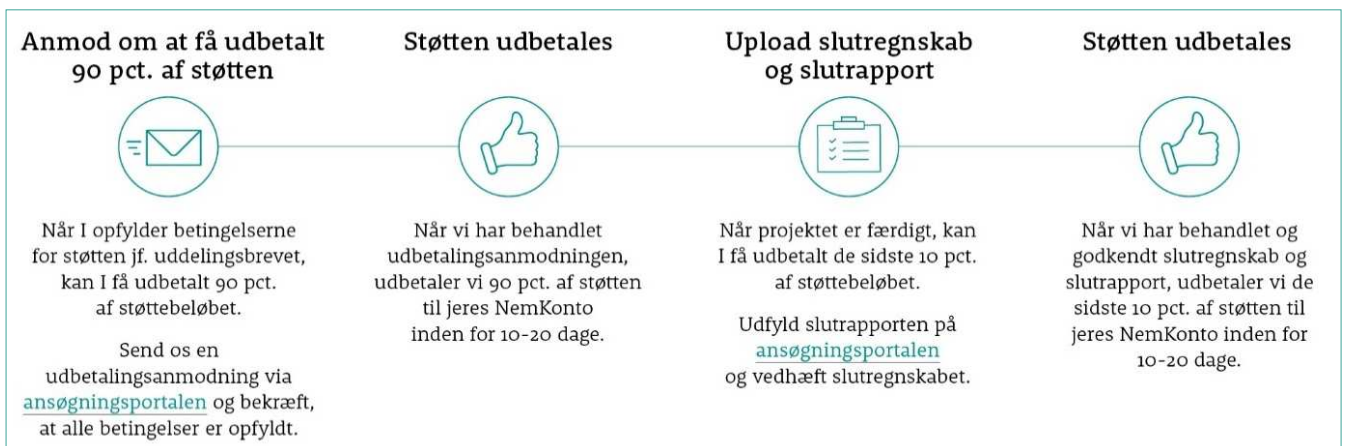 Anmod om at få udbetalt
90 pct. af støtten
Når I opfylder betingelserne
for støtten jf. uddelingsbrevet,
kan I få udbetalt 90 pct.
af støttebeløbet.
Send os en
udbetalingsanmodning via
ansøgningsportalen og bekræft,
at alle betingelser er opfyldt.
Støtten udbetales
Når vi har behandlet
udbetalingsanmodningen,
udbetaler vi 90 pct. af støtten
til jeres NemKonto
inden for 10-20 dage.
Upload slutregnskab
og slutrapport
Når projektet er færdigt, kan
I få udbetalt de sidste 10 pct.
af støttebeløbet.
Udfyld slutrapporten på
ansøgningsportalen
og vedhæft slutregnskabet.
Støtten udbetales
Når vi har behandlet og
godkendt slutregnskab og
slutrapport, udbetaler vi de
sidste 10 pct. af støtten til
jeres NemKonto inden for
10-20 dage.